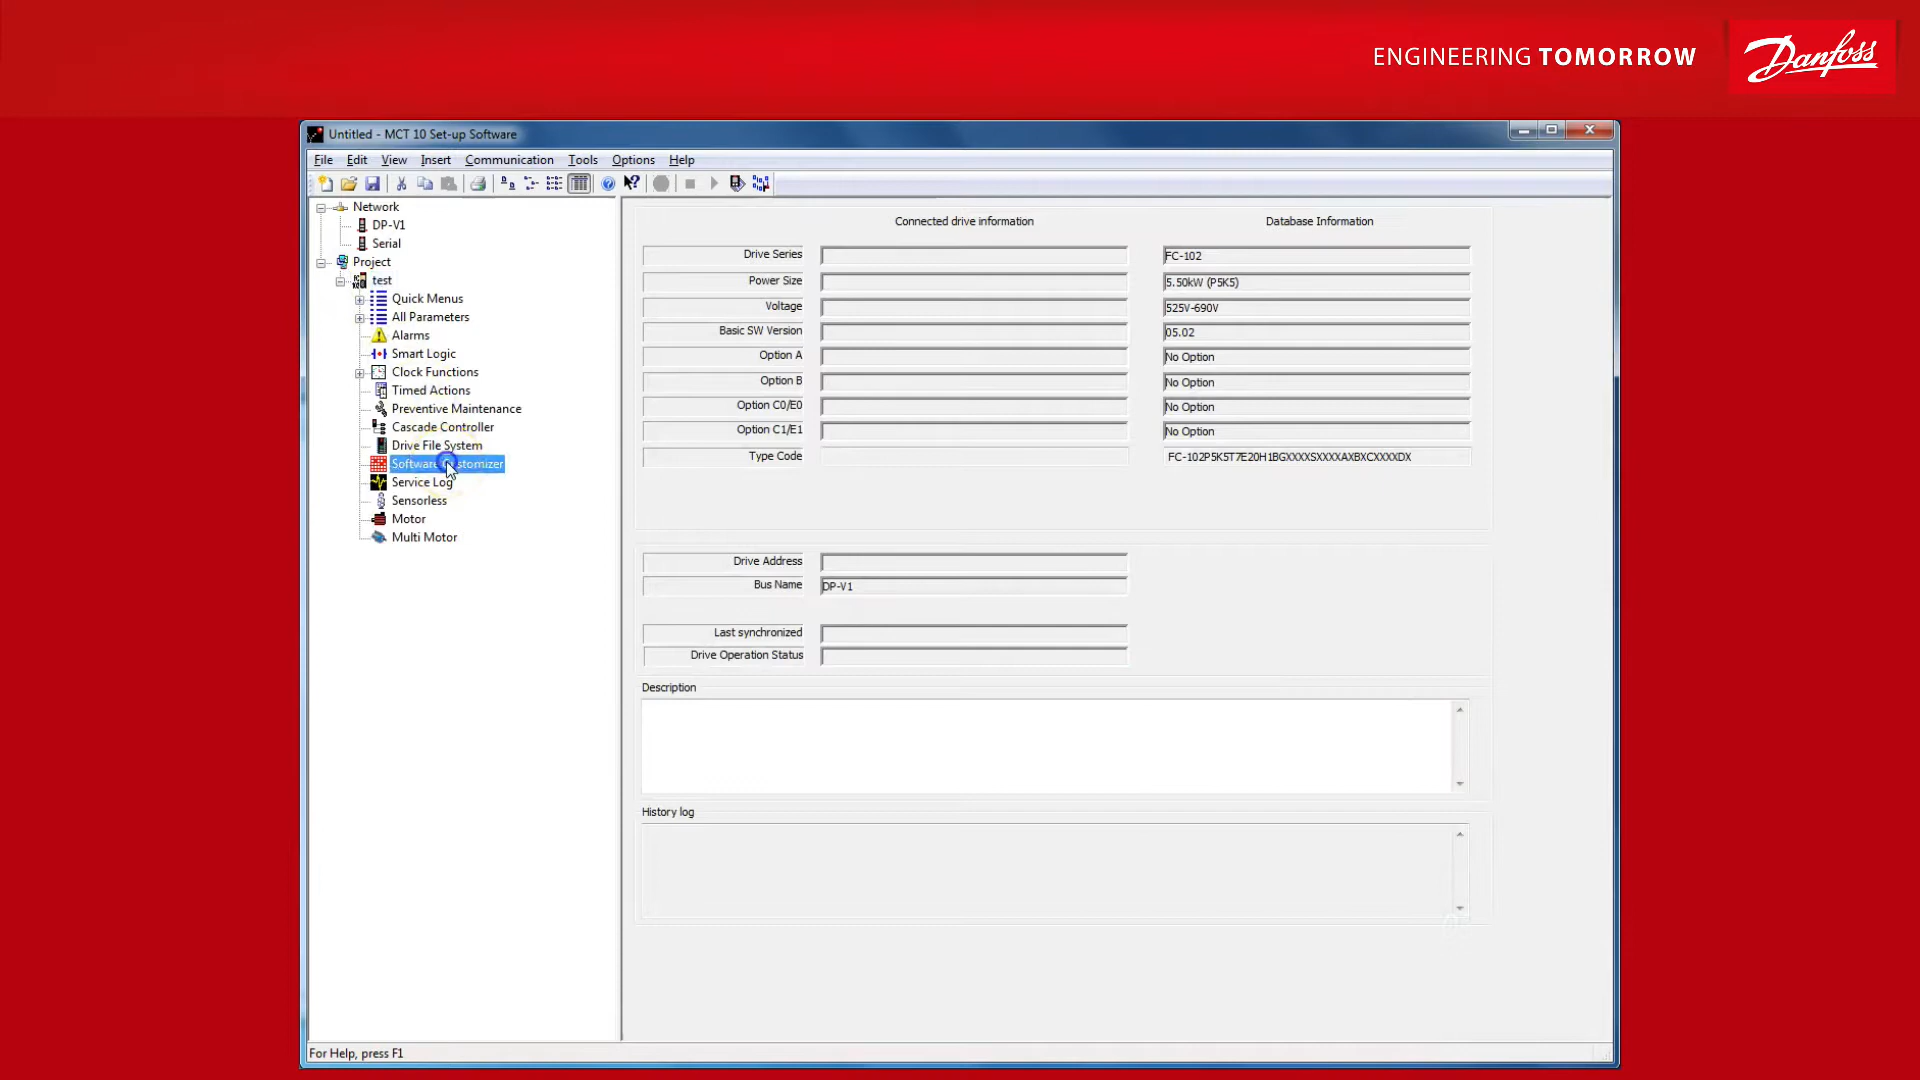 ENGINEERING TOMORROW
Danfoss
Untitled - MCT 10 Set-up Software
File Edit View Insert Communication Tools Options Help
Network
DP-V1
Serial
Project
test
Quick Menus
All Parameters
Alarms
Smart Logic
Clock Functions
Timed Actions
Preventive Maintenance
Cascade Controller
Drive File System
Software Customizer
Service Log
Sensorless
Motor
Multi Motor
Connected drive information Database Information
Drive Series FC-102
Power Size 5.50kW (P5K5)
Voltage 525V-690V
Basic SW Version 05.02
Option A No Option
Option B No Option
Option C0/E0 No Option
Option C1/E1 No Option
Type Code FC-102P5K5T7E20H1BGXXXXSXXXXAXBXCXXXXDX
Drive Address
Bus Name DP-V1
Last synchronized
Drive Operation Status
Description
History log
For Help, press F1